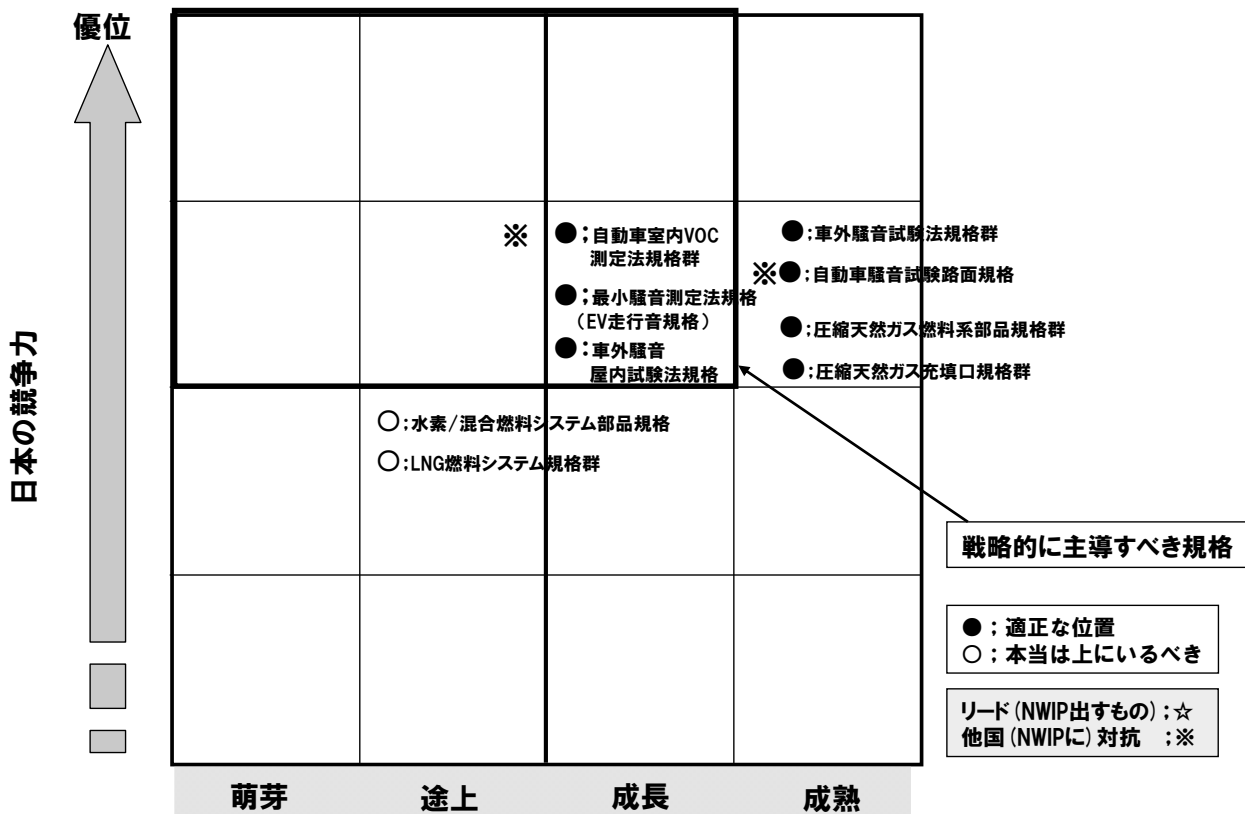 優位
日本の競争力
※
●;自動車室内VOC
測定法規格群
●;最小騒音測定法規格
(EV走行音規格)
●:車外騒音
屋内試験法規格
●;車外騒音試験法規格群
※●;自動車騒音試験路面規格
●;圧縮天然ガス燃料系部品規格群
●;圧縮天然ガス充填口規格群
○;水素/混合燃料システム部品規格
○;LNG燃料システム規格群
戦略的に主導すべき規格
●;適正な位置
○;本当は上にいるべき
リード(NWIP出すもの);☆
他国(NWIPに)対抗 ;※
萌芽
途上
成長
成熟